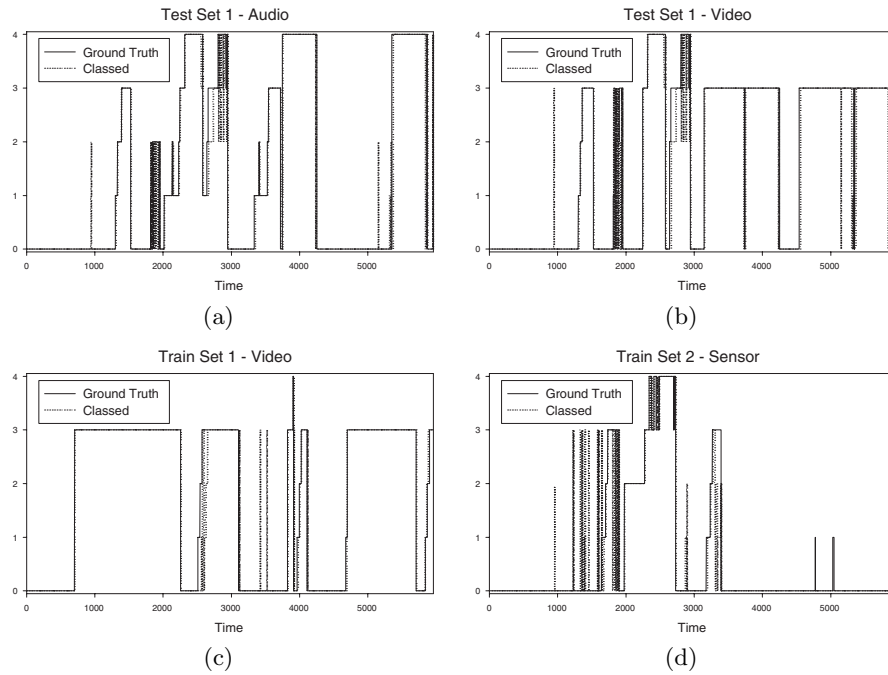 Test Set 1 - Audio
Ground Truth
Classed
4
3
2
1
0
0 1000 2000 3000 4000 5000
Time
(a)
Test Set 1 - Video
Ground Truth
Classed
4
3
2
1
0
0 1000 2000 3000 4000 5000
Time
(b)
Train Set 1 - Video
Ground Truth
Classed
4
3
2
1
0
0 1000 2000 3000 4000 5000
Time
(c)
Train Set 2 - Sensor
Ground Truth
Classed
4
3
2
1
0
0 1000 2000 3000 4000 5000
Time
(d)